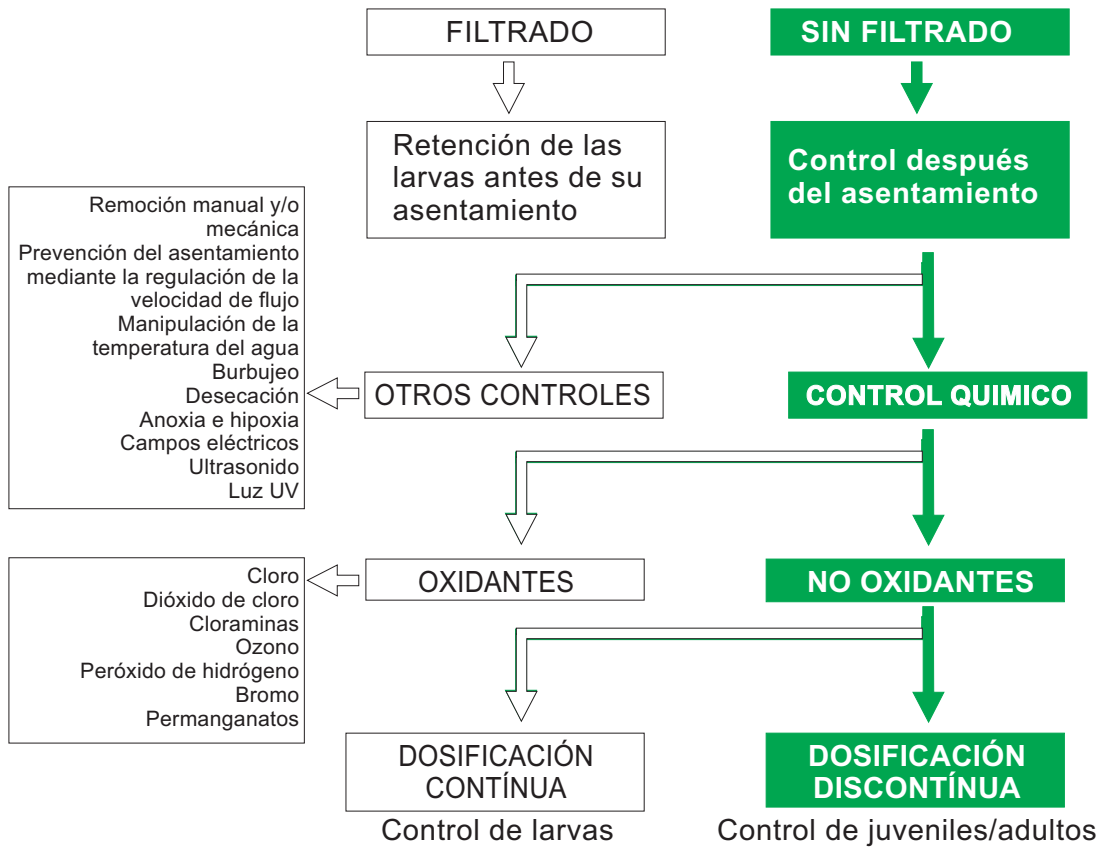 FILTRADO
SIN FILTRADO
Retención de las
larvas antes de su
asentamiento
Control después
del asentamiento
Remoción manual y/o
mecánica
Prevención del asentamiento
mediante la regulación de la
velocidad de flujo
Manipulación de la
temperatura del agua
Burbujeo
Desecación
Anoxia e hipoxia
Campos eléctricos
Ultrasonido
Luz UV
OTROS CONTROLES
CONTROL QUIMICO
Cloro
Dióxido de cloro
Cloraminas
Ozono
Peróxido de hidrógeno
Bromo
Permanganatos
OXIDANTES
NO OXIDANTES
DOSIFICACIÓN
CONTÍNUA
DOSIFICACIÓN
DISCONTÍNUA
Control de larvas
Control de juveniles/adultos